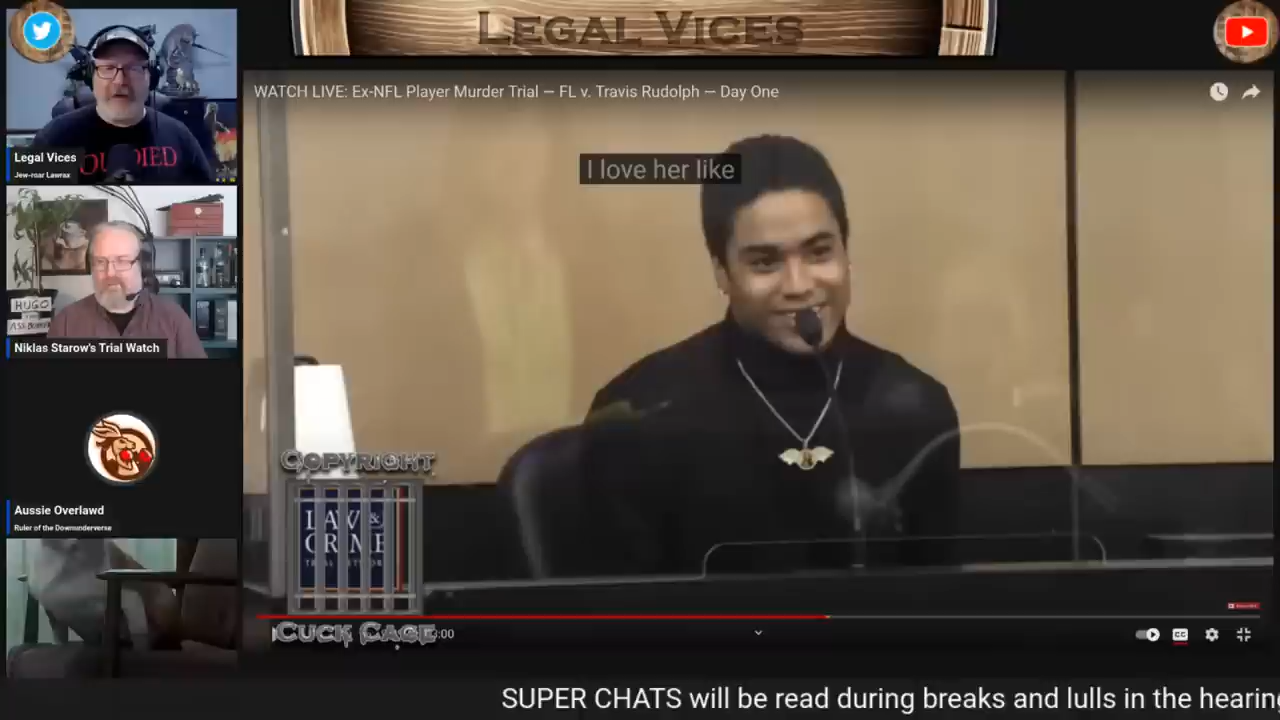 LEGAL VICES
WATCH LIVE: Ex-NFL Player Murder Trial — FL v. Travis Rudolph — Day One
I love her like
Legal Vices
Jew-roar Lawrax
HUGO
Niklas Starow's Trial Watch
Aussie Overlawd
Ruler of the Downunderverse
COPYRIGHT
LAW &
CRIME
CUCK CAGE
:00
CC
SUPER CHATS will be read during breaks and lulls in the hearing